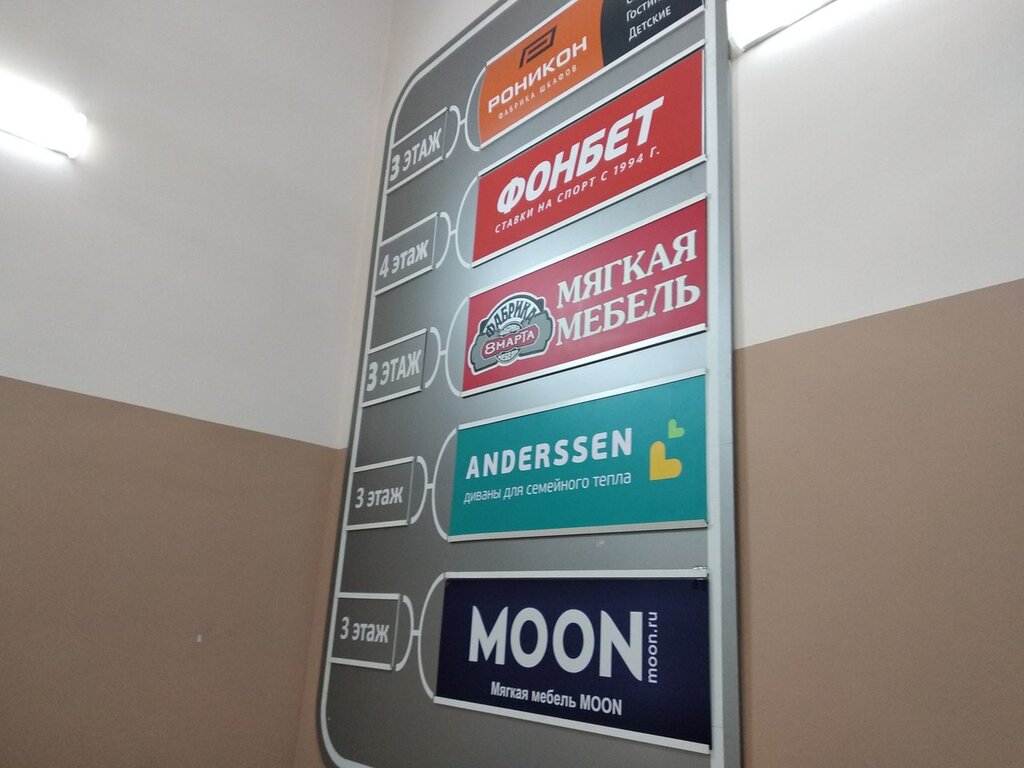 Детские
РОНИКОН
ФАБРИКА ШКАФОВ
3 ЭТАЖ
ФОНБЕТ
СТАВКИ НА СПОРТ С 1994 Г.
4 этаж
ФАБРИКА
8 МАРТА
МЯГКАЯ
МЕБЕЛЬ
3 ЭТАЖ
ANDERSSEN
диваны для семейного тепла
3 этаж
MOON
moon.ru
Мягкая мебель MOON
3 этаж